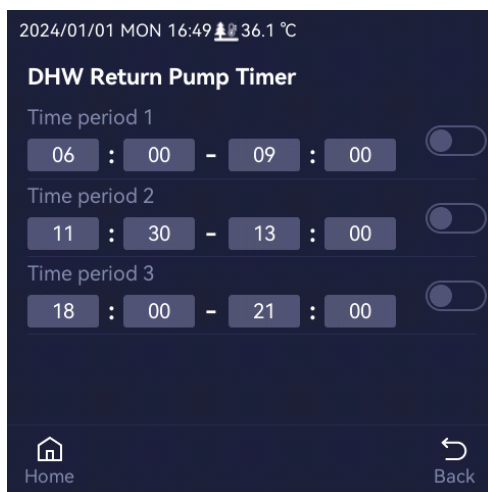 2024/01/01 MON 16:49 36.1 ℃
DHW Return Pump Timer
Time period 1
06 : 00 - 09 : 00
Time period 2
11 : 30 - 13 : 00
Time period 3
18 : 00 - 21 : 00
Home Back